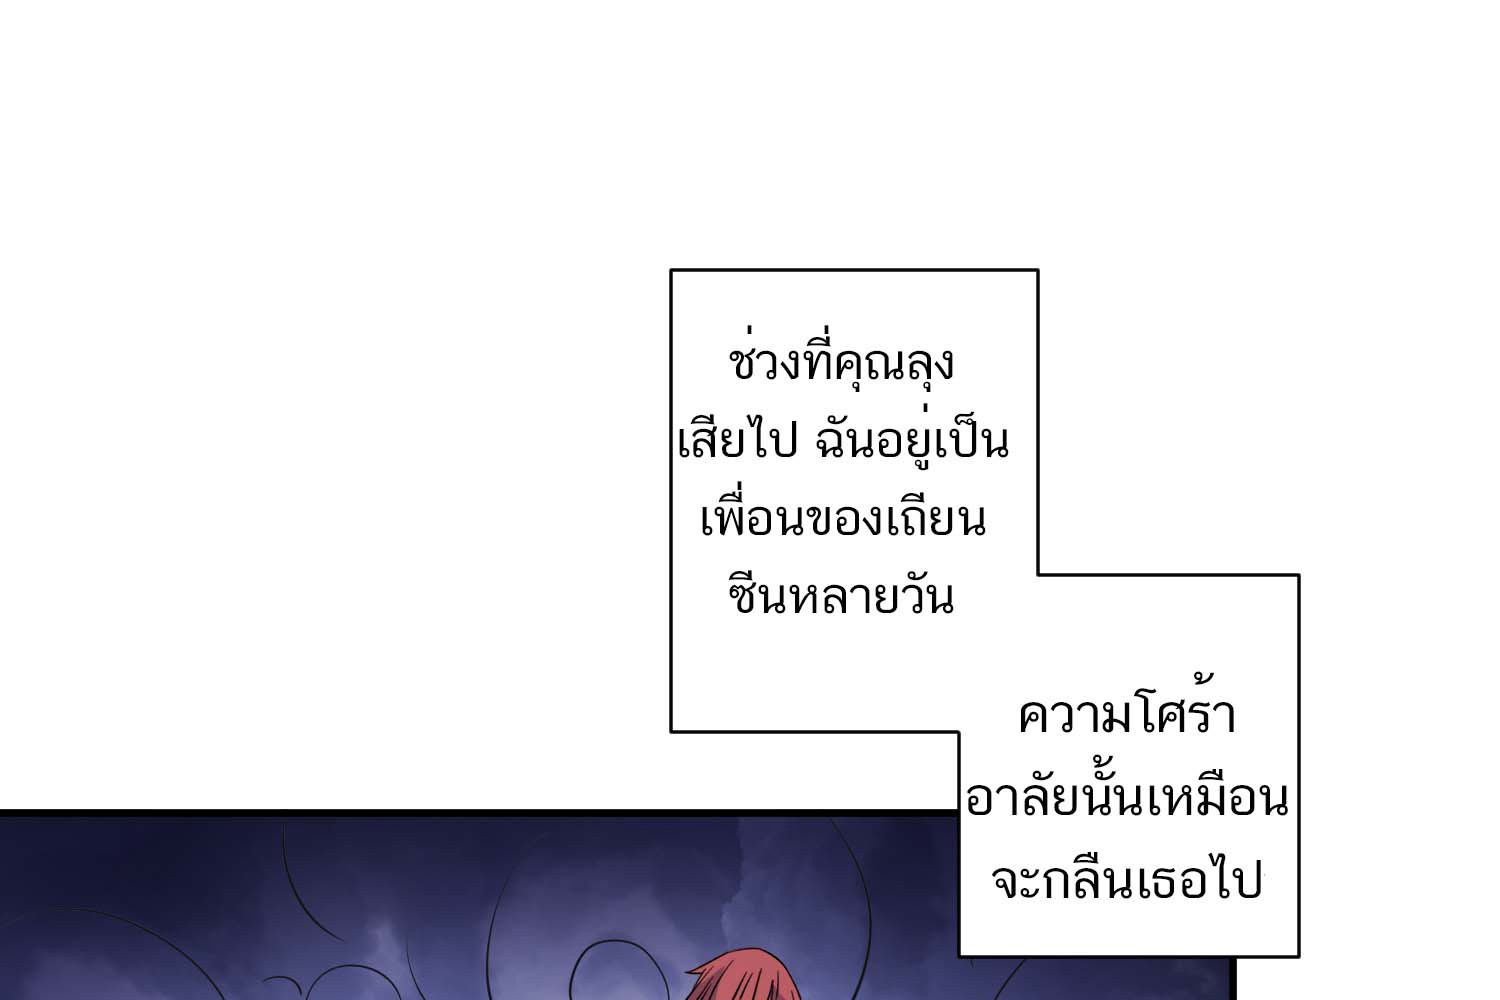 ช่วงที่คุณลุง
เสียไป ฉันอยู่เป็น
เพื่อนของเถียน
ซีนหลายวัน
ความโศร้า
อาลัยนั้นเหมือน
จะกลืนเธอไป